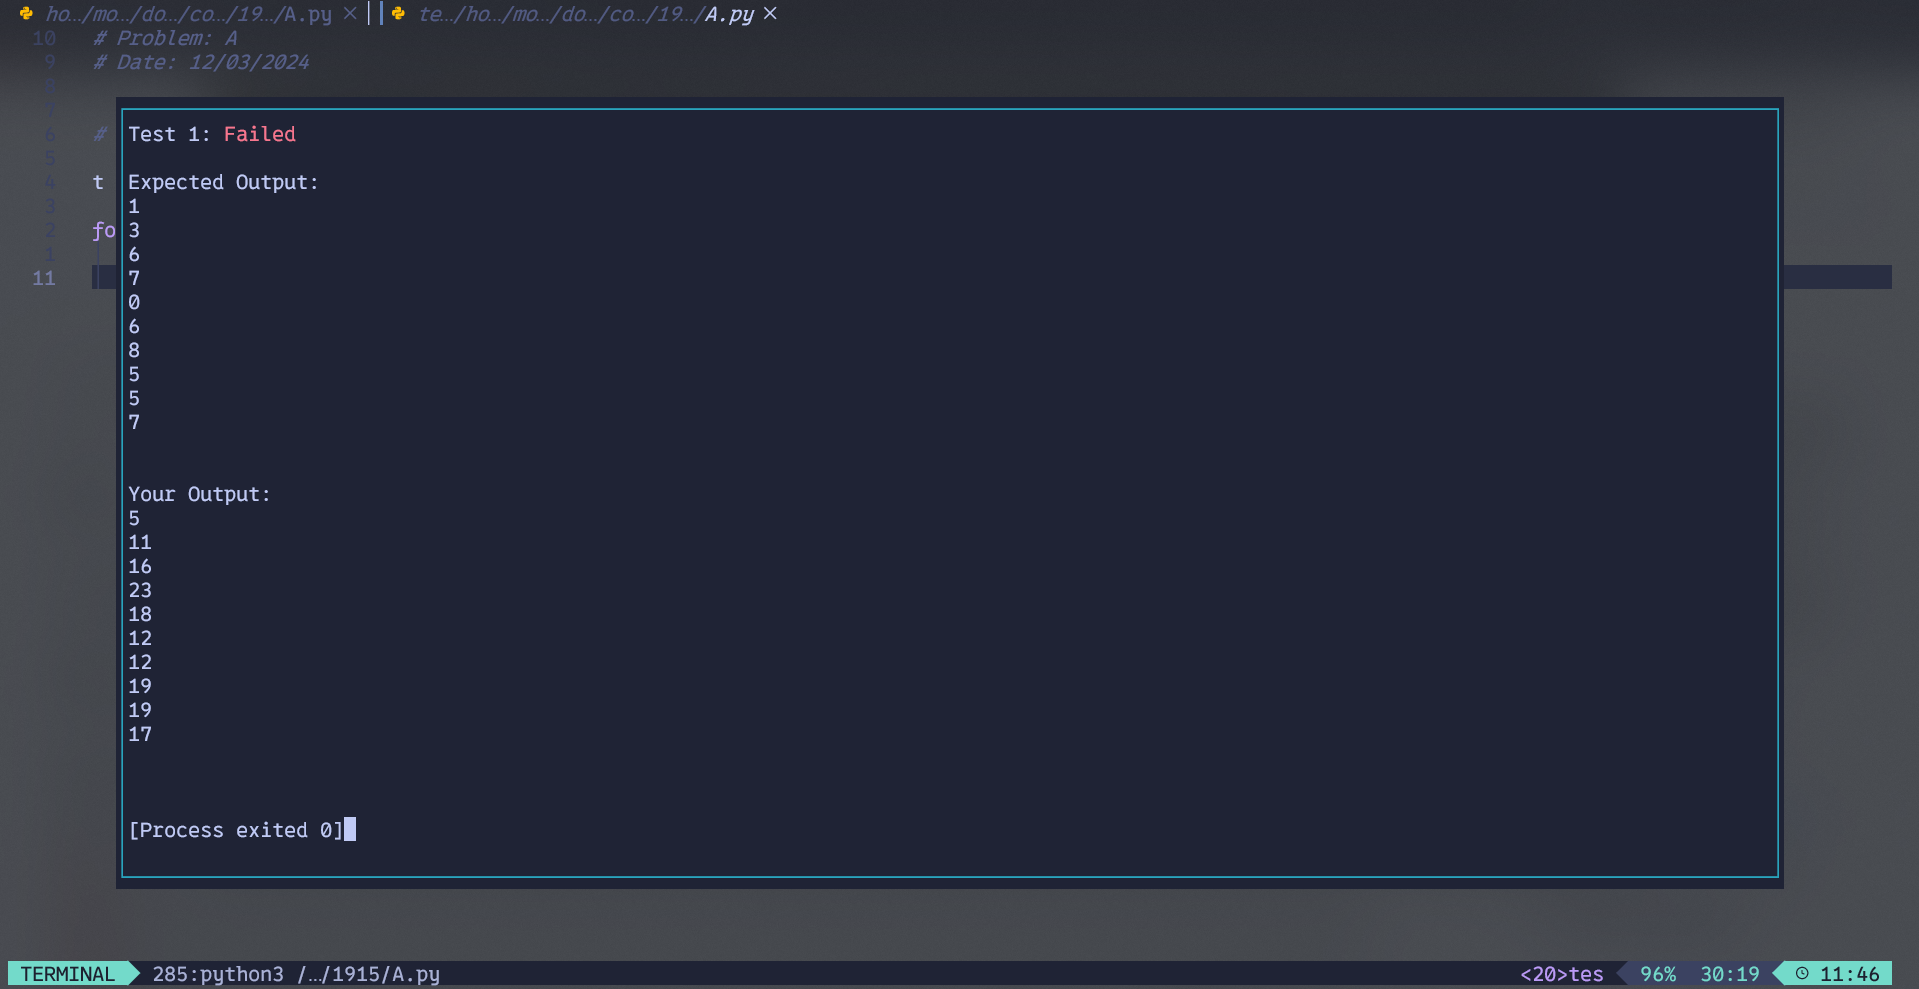 ho…/mo…/do…/co…/19…/A.py × te…/ho…/mo…/do…/co…/19…/A.py ×
10 # Problem: A
9 # Date: 12/03/2024
8
7
6 #
5
4 t
3
2 fo
1
11
Test 1: Failed
Expected Output:
1
3
6
7
0
6
8
5
5
7
Your Output:
5
11
16
23
18
12
12
19
19
17
[Process exited 0]
TERMINAL 285:python3 /…/1915/A.py <20>tes 96% 30:19 11:46